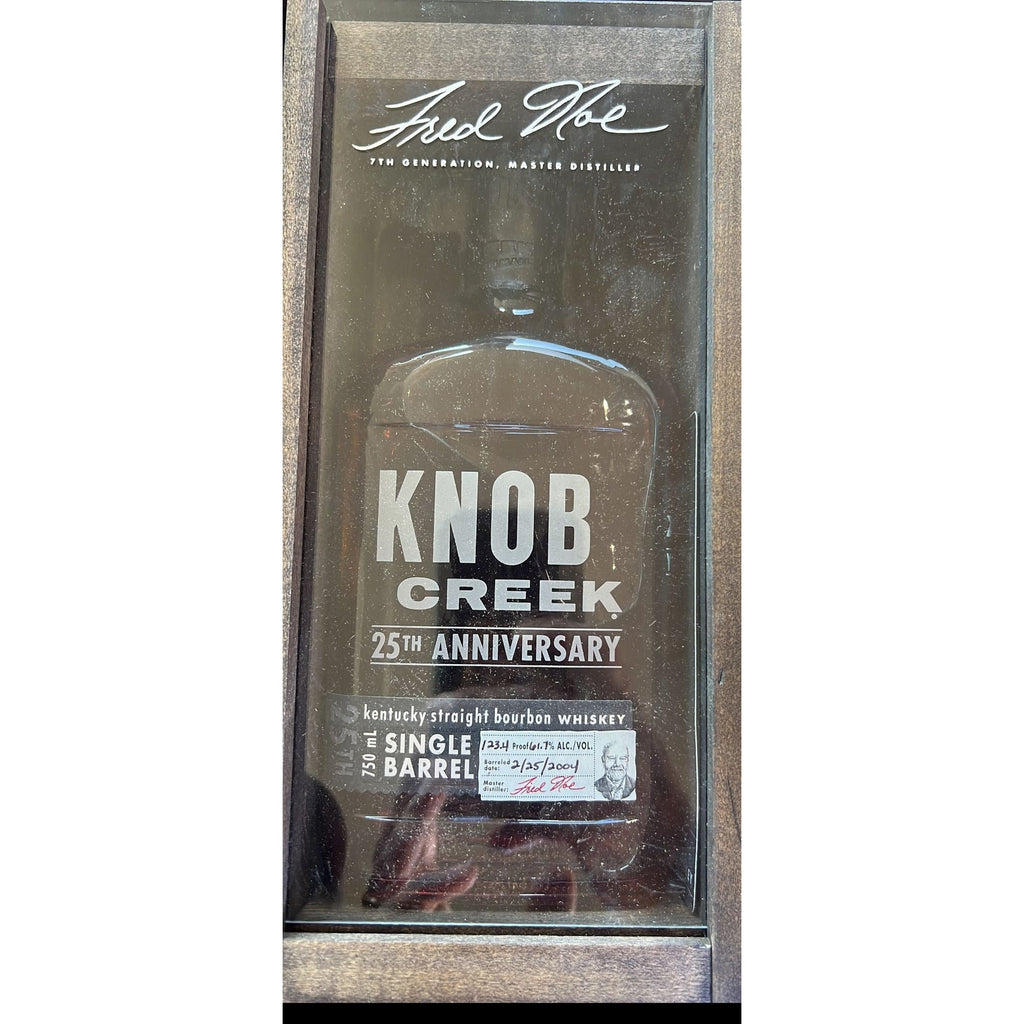 Fred Noe
7TH GENERATION, MASTER DISTILLER
KNOB
CREEK®
25TH ANNIVERSARY
25TH
kentucky straight bourbon WHISKEY
750 mL
SINGLE
BARREL
123.4 Proof 61.7% ALC./VOL.
Barreled date: 2/25/2004
Master distiller: Fred Noe